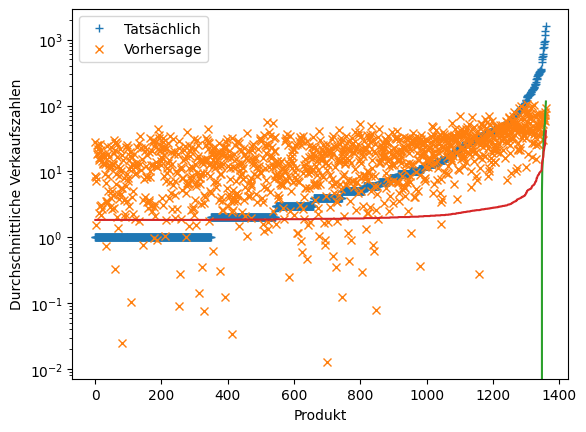 Tatsächlich
Vorhersage
Durchschnittliche Verkaufszahlen
10³
10²
10¹
10⁰
10⁻¹
10⁻²
0 200 400 600 800 1000 1200 1400
Produkt